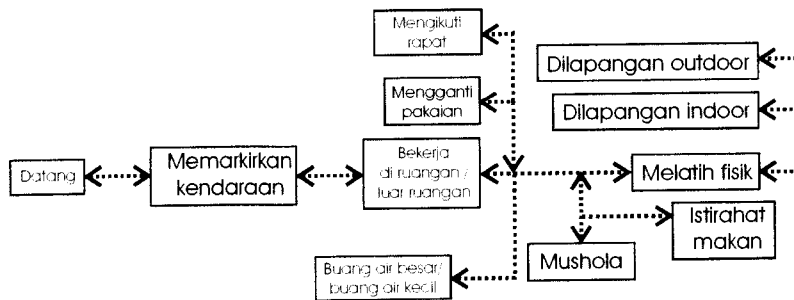 Mengikuti
rapat
Dilapangan outdoor
Mengganti
pakaian
Dilapangan indoor
Datang
Memarkirkan
kendaraan
Bekerja
di ruangan /
luar ruangan
Melatih fisik
Istirahat
makan
Mushola
Buang air besar/
buang air kecil